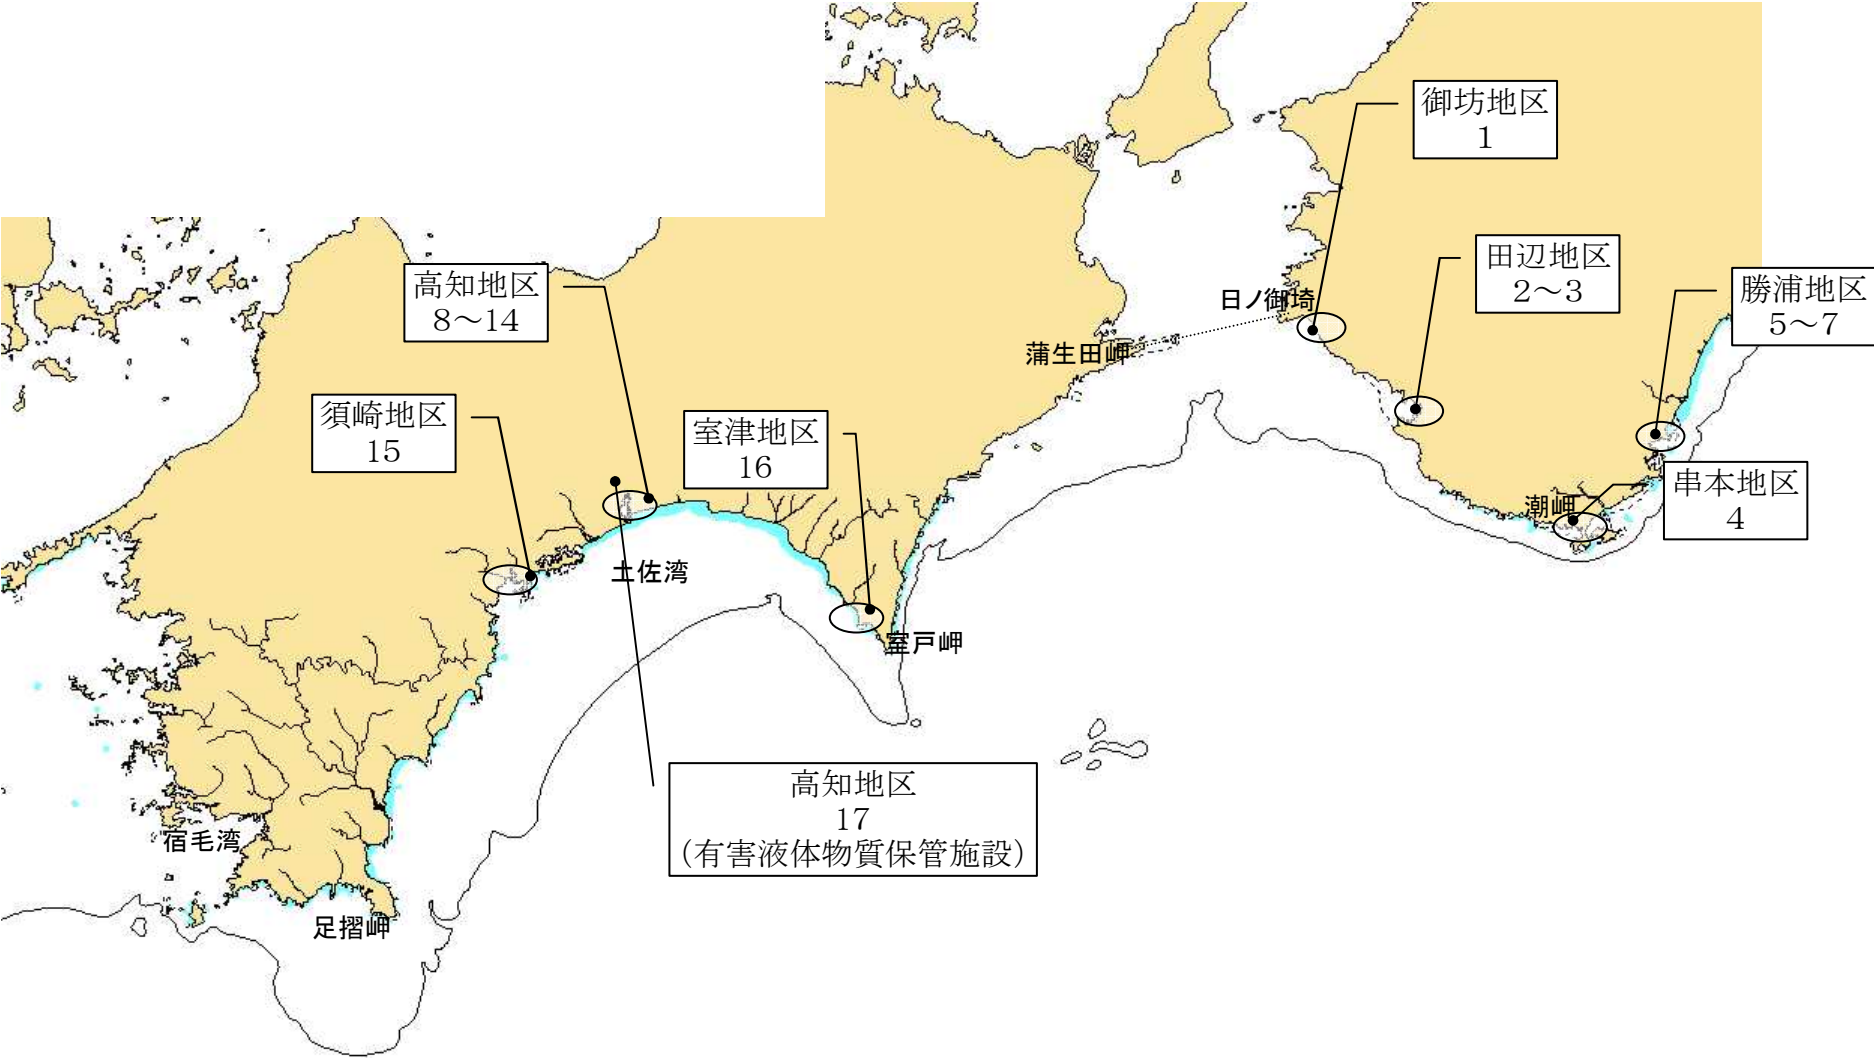 御坊地区
1
田辺地区
2～3
勝浦地区
5～7
高知地区
8～14
日ノ御埼
蒲生田岬
須崎地区
15
室津地区
16
串本地区
4
潮岬
土佐湾
室戸岬
高知地区
17
(有害液体物質保管施設)
宿毛湾
足摺岬